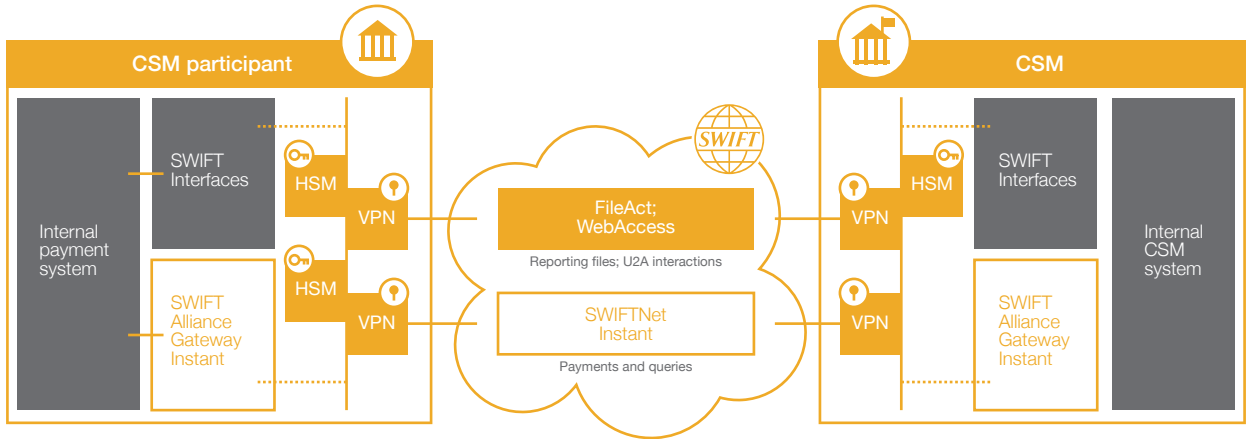 CSM participant
Internal
payment
system
SWIFT
Interfaces
HSM
VPN
HSM
VPN
SWIFT
Alliance
Gateway
Instant
SWIFT
FileAct;
WebAccess
Reporting files; U2A interactions
SWIFTNet
Instant
Payments and queries
CSM
VPN
HSM
VPN
SWIFT
Interfaces
SWIFT
Alliance
Gateway
Instant
Internal
CSM
system